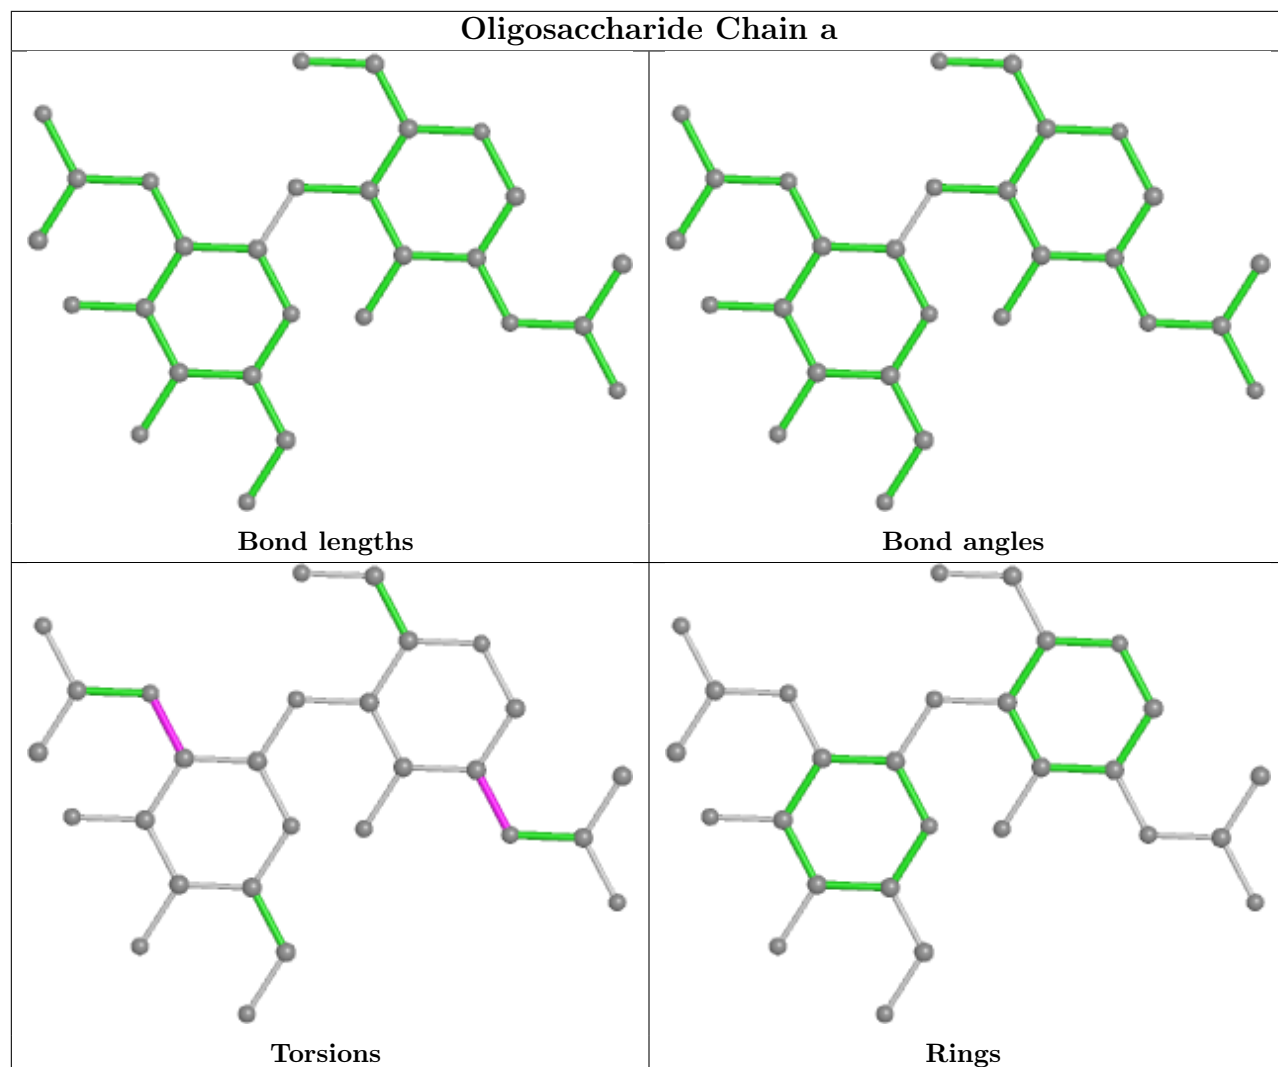 Oligosaccharide Chain a
Bond lengths
Bond angles
Torsions
Rings